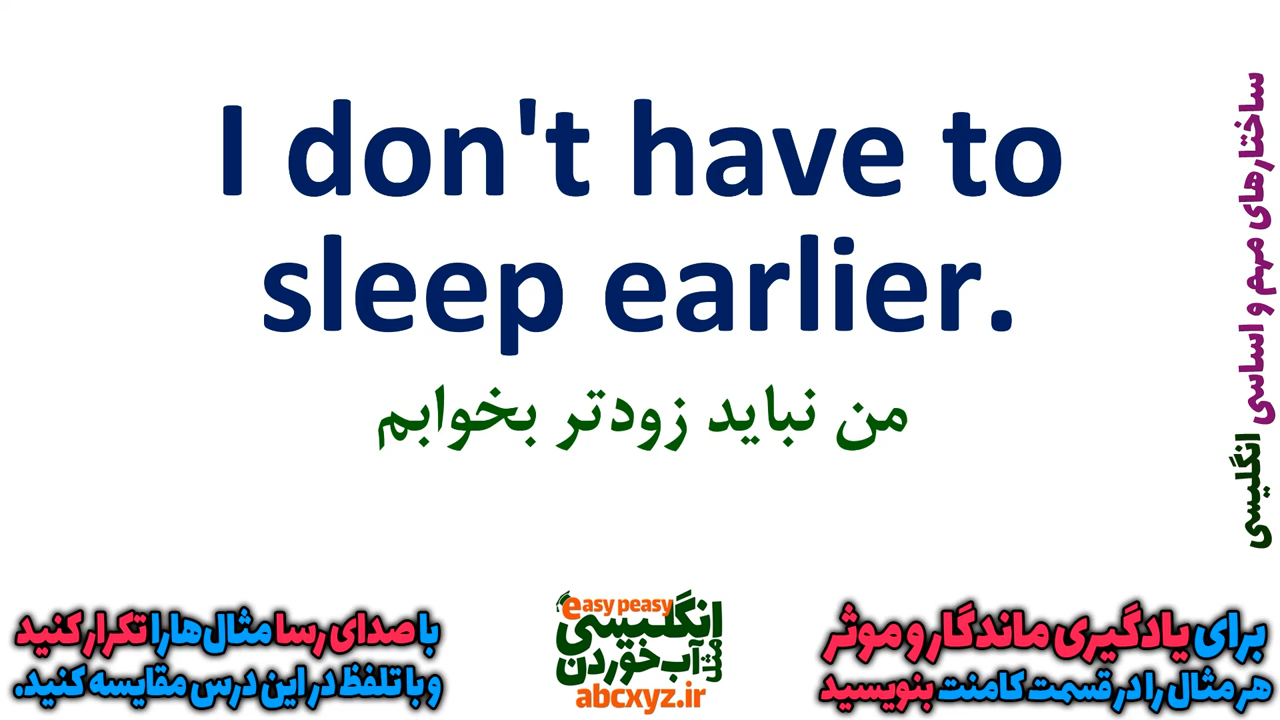 I don't have to
sleep earlier.
من نباید زودتر بخوابم
ساختارهای مهم و اساسی انگلیسی
با صدای رسا مثال‌ها را تکرار کنید
و با تلفظ در این درس مقایسه کنید.
easy peasy
انگلیسی
مثل
آب خوردن
abcxyz.ir
برای یادگیری ماندگار و موثر
هر مثال را در قسمت کامنت بنویسید